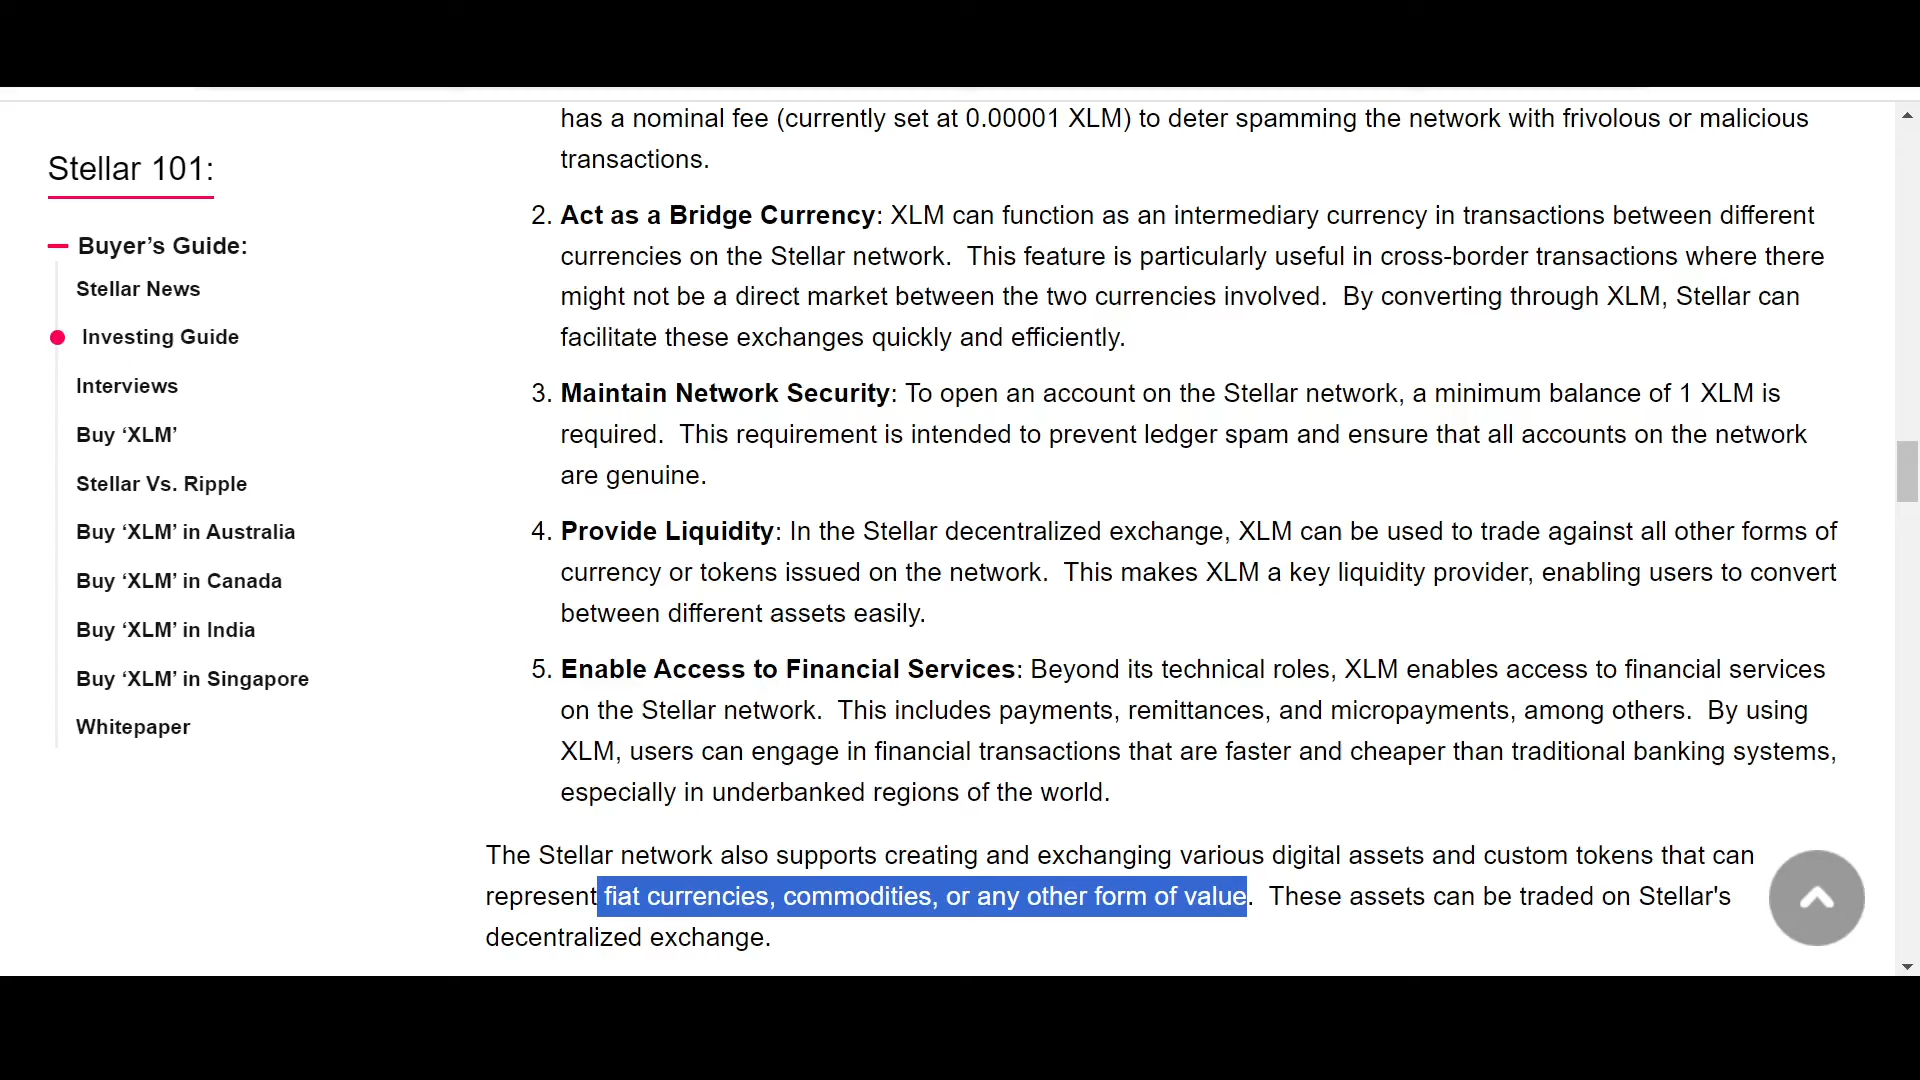 Stellar 101:
Buyer’s Guide:
Stellar News
Investing Guide
Interviews
Buy ‘XLM’
Stellar Vs. Ripple
Buy ‘XLM’ in Australia
Buy ‘XLM’ in Canada
Buy ‘XLM’ in India
Buy ‘XLM’ in Singapore
Whitepaper
has a nominal fee (currently set at 0.00001 XLM) to deter spamming the network with frivolous or malicious
transactions.
2. Act as a Bridge Currency: XLM can function as an intermediary currency in transactions between different
currencies on the Stellar network.  This feature is particularly useful in cross-border transactions where there
might not be a direct market between the two currencies involved.  By converting through XLM, Stellar can
facilitate these exchanges quickly and efficiently.
3. Maintain Network Security: To open an account on the Stellar network, a minimum balance of 1 XLM is
required.  This requirement is intended to prevent ledger spam and ensure that all accounts on the network
are genuine.
4. Provide Liquidity: In the Stellar decentralized exchange, XLM can be used to trade against all other forms of
currency or tokens issued on the network.  This makes XLM a key liquidity provider, enabling users to convert
between different assets easily.
5. Enable Access to Financial Services: Beyond its technical roles, XLM enables access to financial services
on the Stellar network.  This includes payments, remittances, and micropayments, among others.  By using
XLM, users can engage in financial transactions that are faster and cheaper than traditional banking systems,
especially in underbanked regions of the world.
The Stellar network also supports creating and exchanging various digital assets and custom tokens that can
represent fiat currencies, commodities, or any other form of value.  These assets can be traded on Stellar's
decentralized exchange.